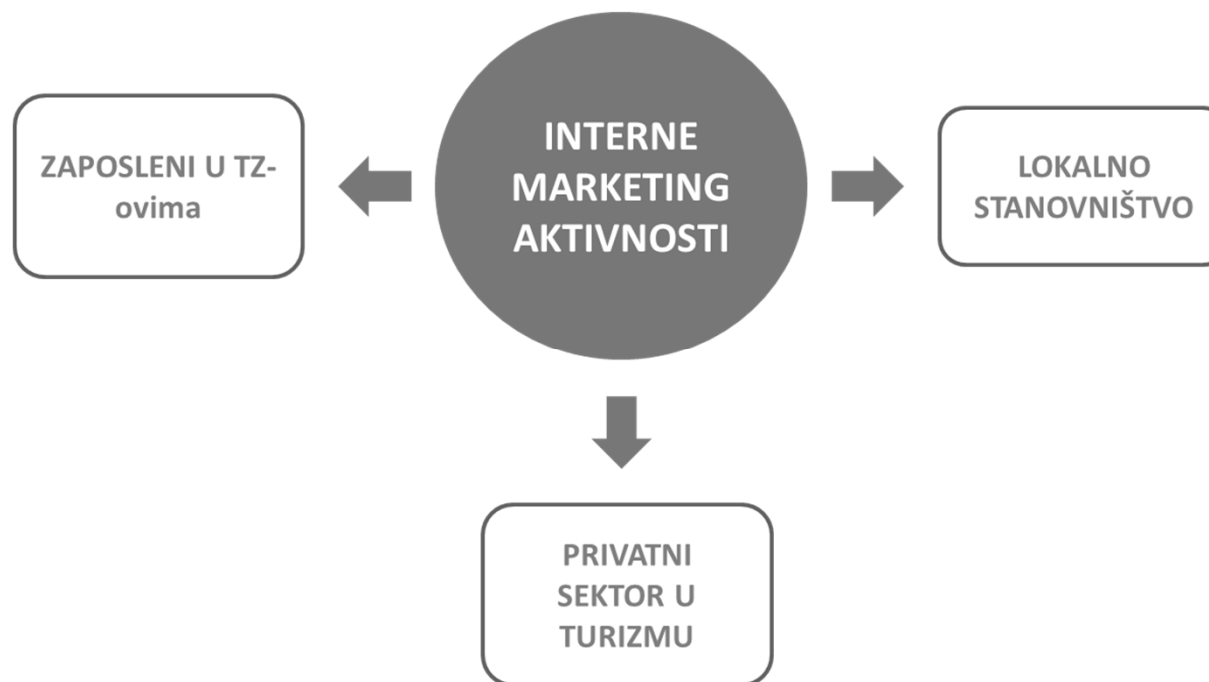 INTERNE
MARKETING
AKTIVNOSTI
ZAPOSLENI U TZ-
ovima
LOKALNO
STANOVNIŠTVO
PRIVATNI
SEKTOR U
TURIZMU